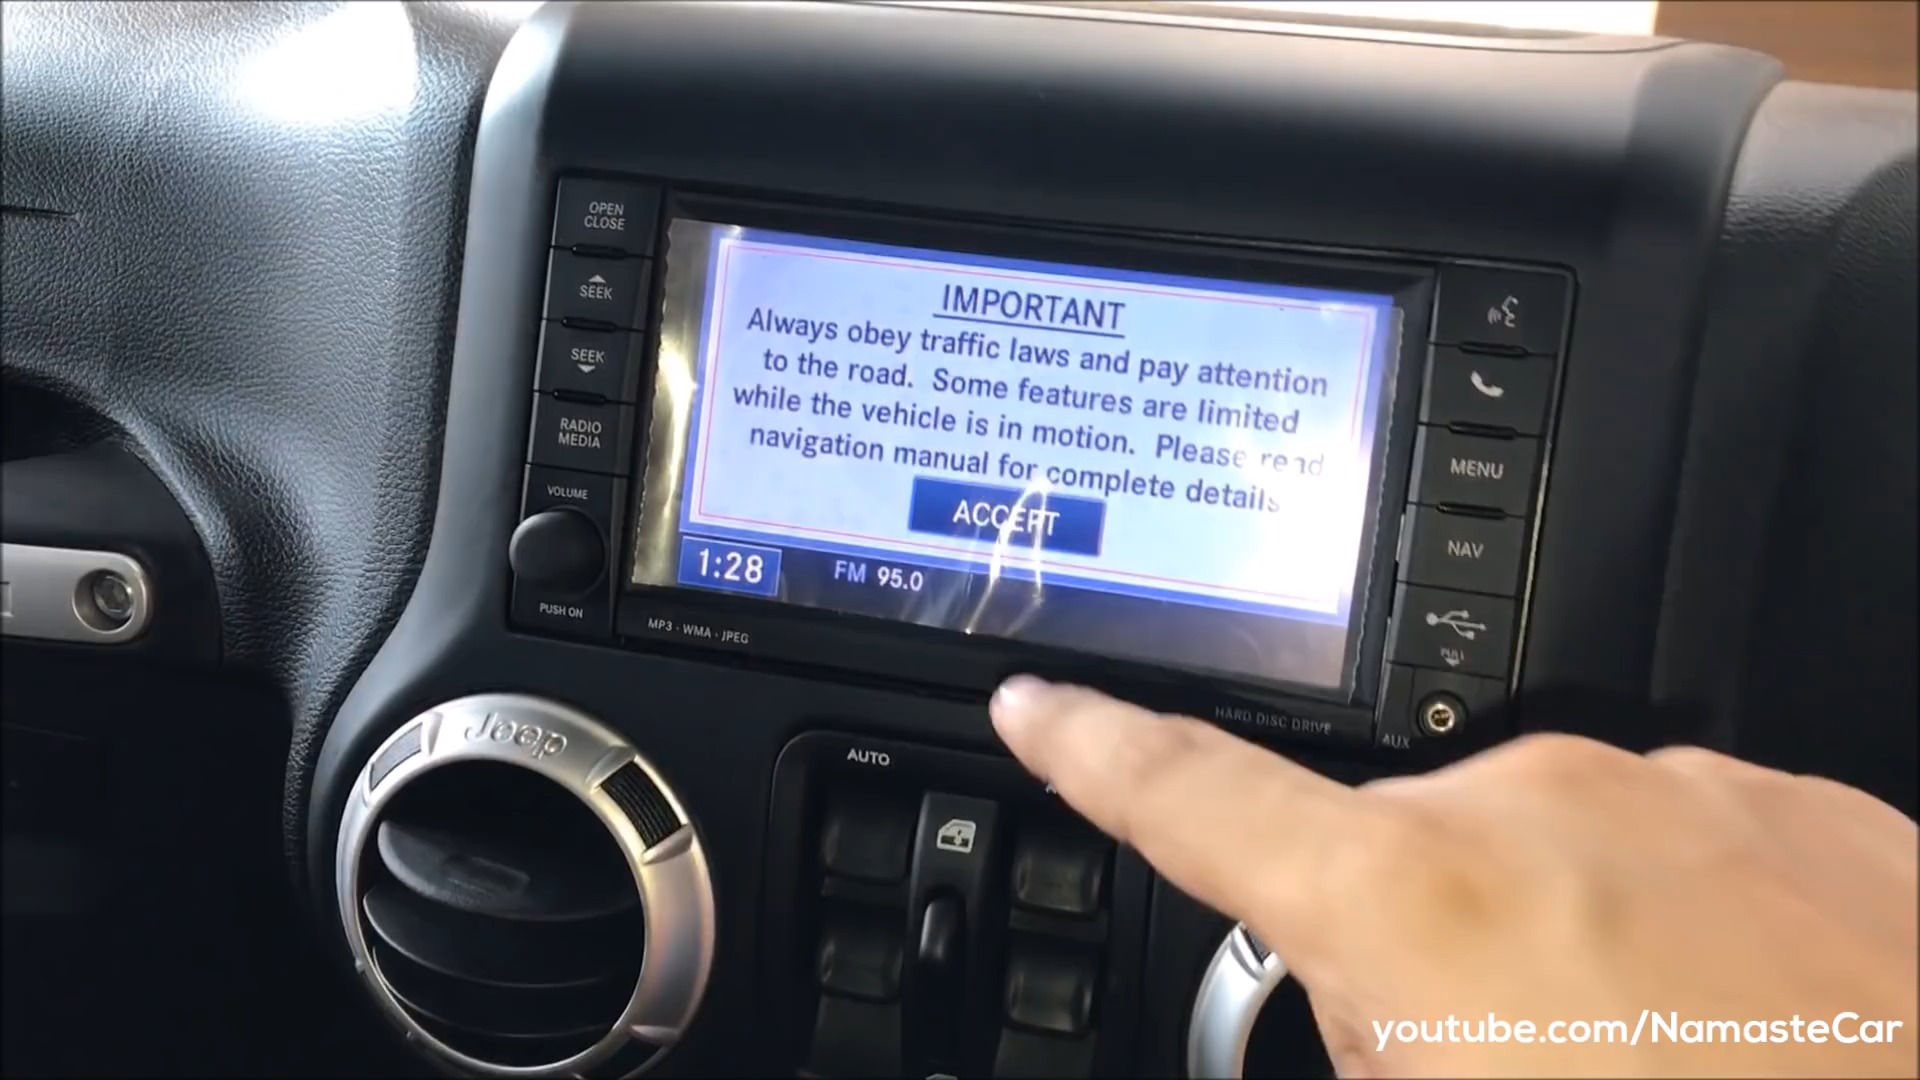 OPEN
CLOSE
SEEK
SEEK
RADIO
MEDIA
VOLUME
PUSH ON
IMPORTANT
Always obey traffic laws and pay attention
to the road. Some features are limited
while the vehicle is in motion. Please read
navigation manual for complete details
ACCEPT
1:28
FM 95.0
MP3 · WMA · JPEG
HARD DISC DRIVE
MENU
NAV
PULL
AUX
Jeep
AUTO
youtube.com/NamasteCar